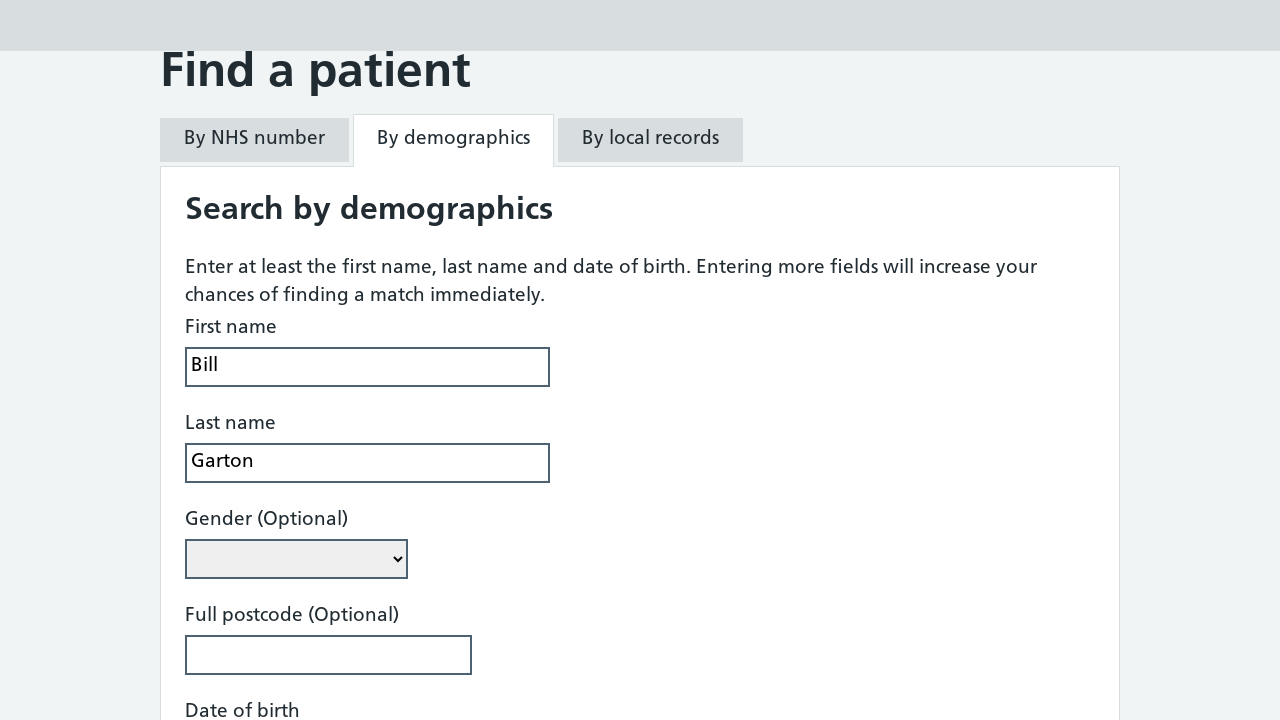 Find a patient
By NHS number
By demographics
By local records
Search by demographics
Enter at least the first name, last name and date of birth. Entering more fields will increase your
chances of finding a match immediately.
First name
Bill
Last name
Garton
Gender (Optional)
Full postcode (Optional)
Date of birth